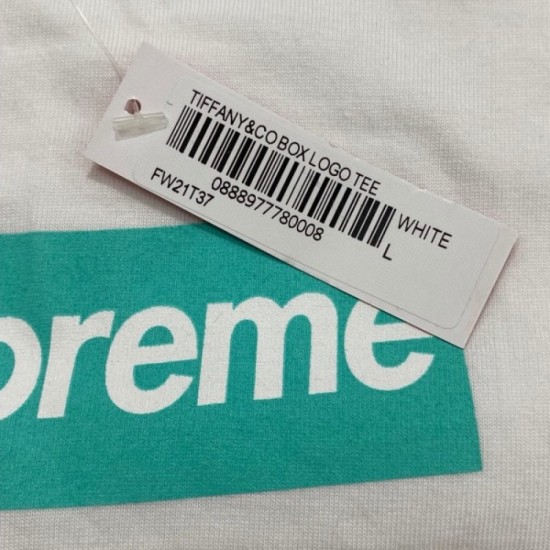 TIFFANY&CO BOX LOGO TEE
WHITE
FW21T37
0888977780008
L
preme